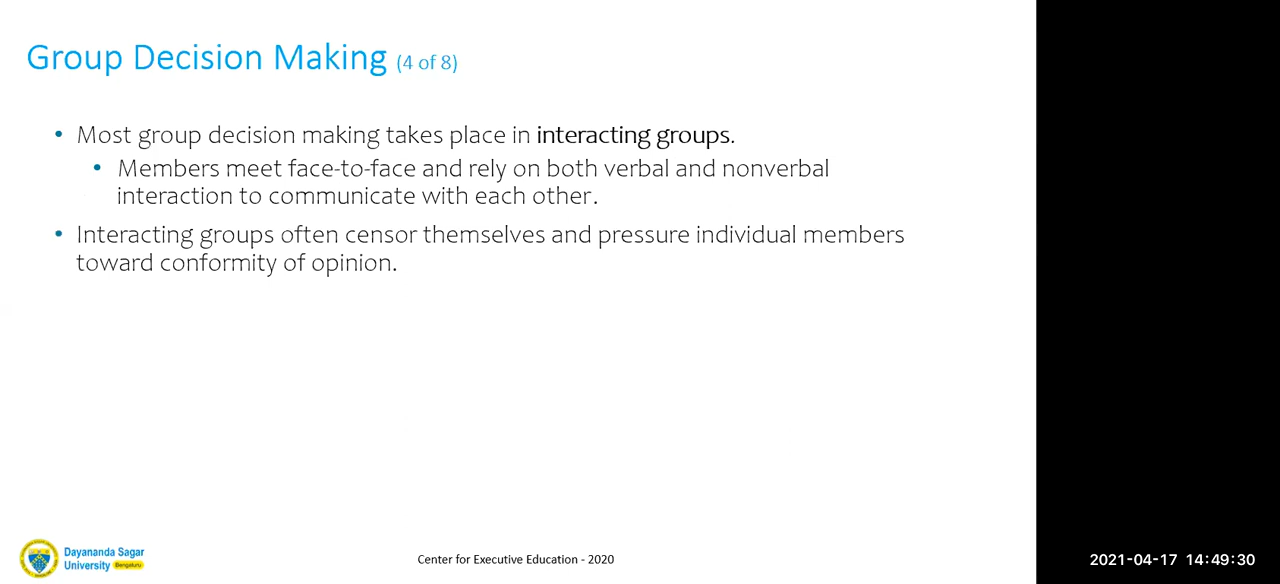 Group Decision Making (4 of 8)
• Most group decision making takes place in interacting groups.
• Members meet face-to-face and rely on both verbal and nonverbal
interaction to communicate with each other.
• Interacting groups often censor themselves and pressure individual members
toward conformity of opinion.
Dayananda Sagar
University Bengaluru
Center for Executive Education - 2020
2021-04-17 14:49:30